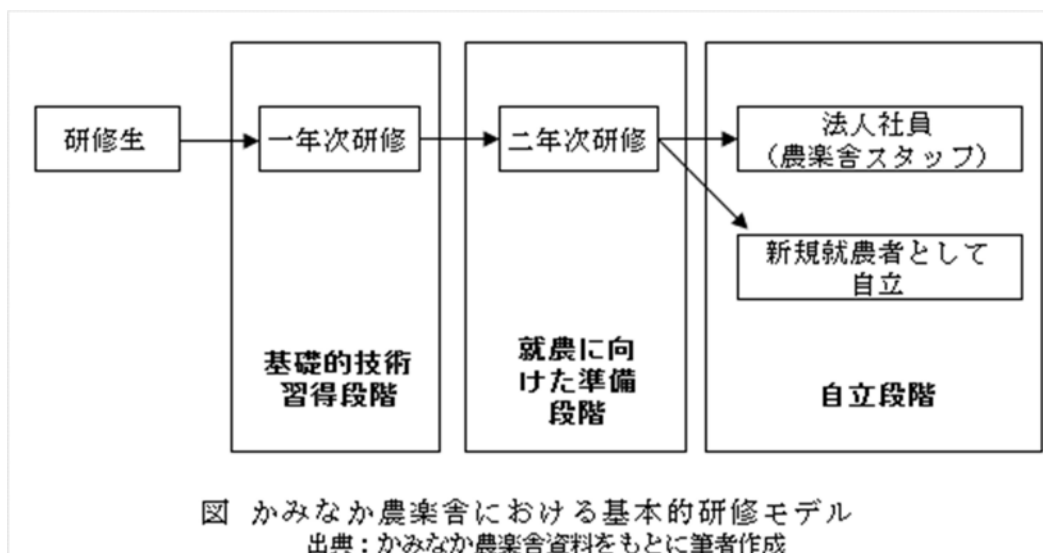 研修生
一年次研修
二年次研修
法人社員
(農楽舎スタッフ)
新規就農者として
自立
基礎的技術
習得段階
就農に向
けた準備
段階
自立段階
図 かみなか農楽舎における基本的研修モデル
出典:かみなか農楽舎資料をもとに筆者作成